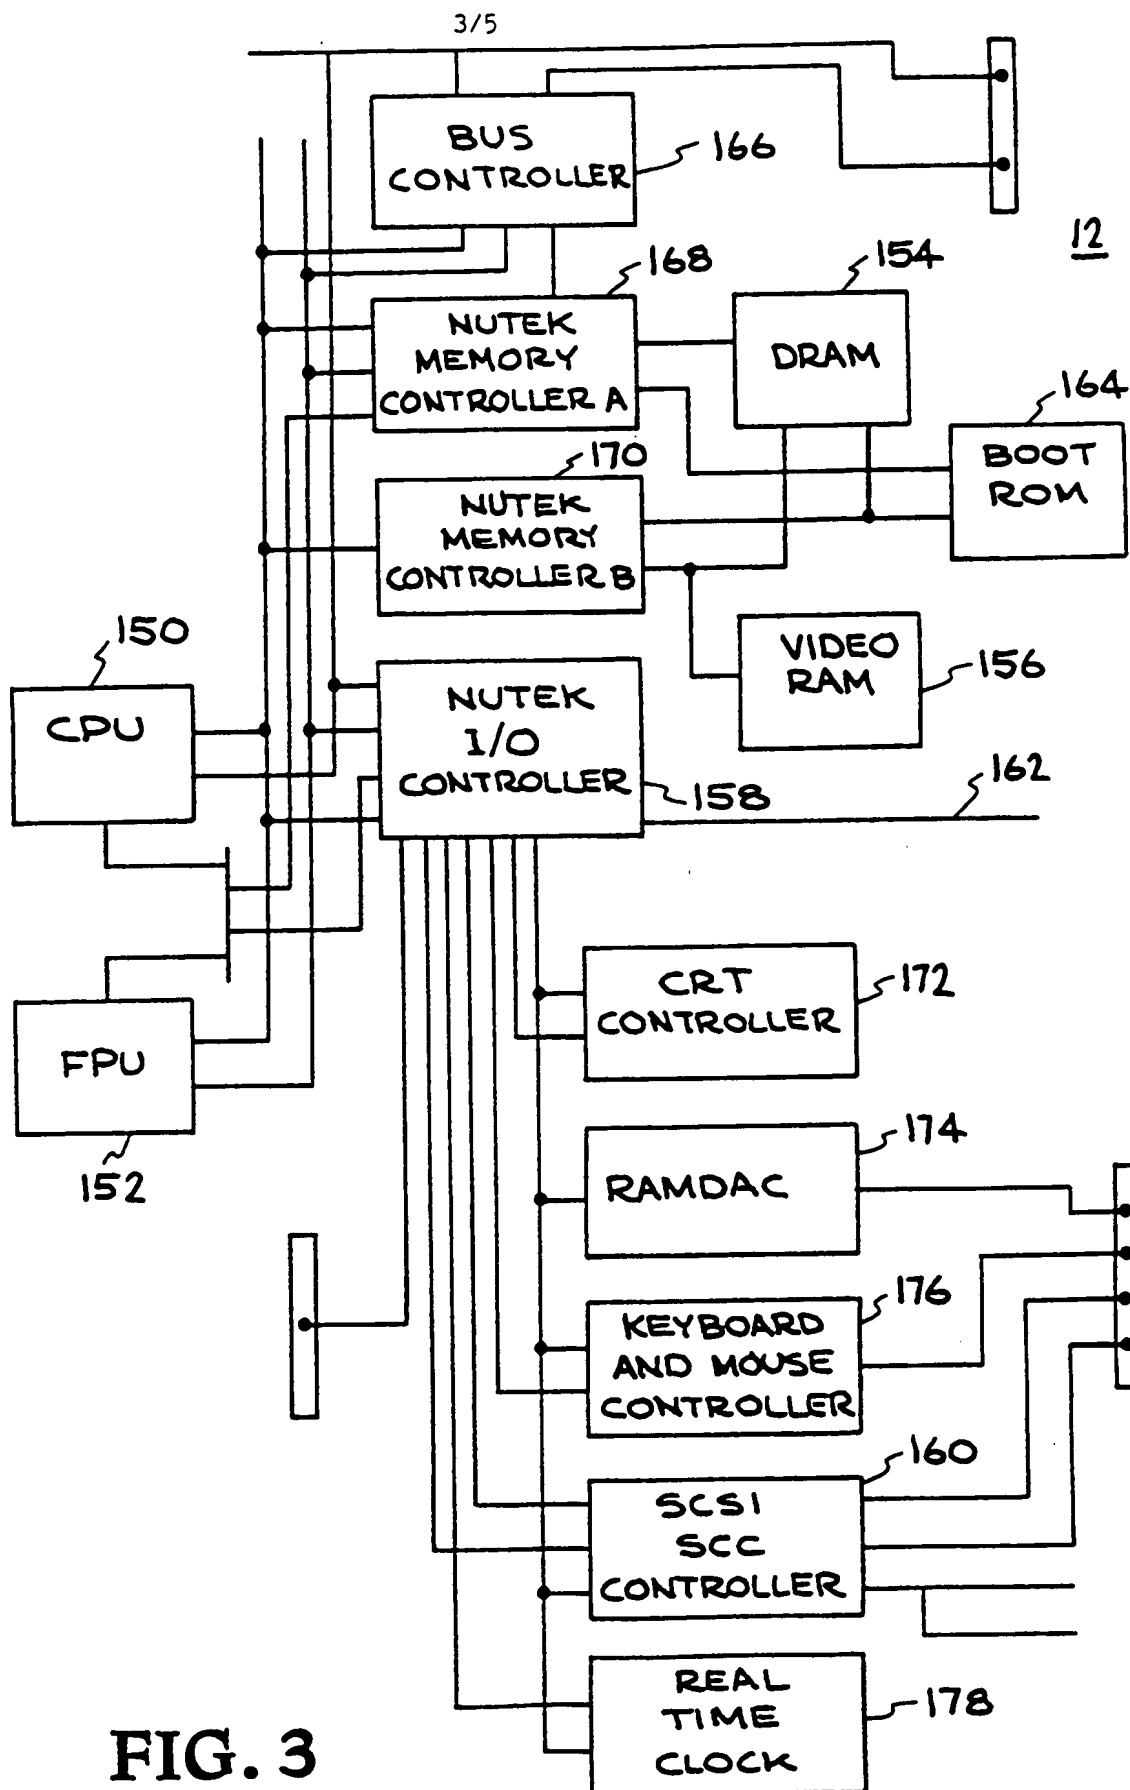 3/5
BUS
CONTROLLER
166
12
168
154
NUTEK
MEMORY
CONTROLLER A
DRAM
164
BOOT
ROM
170
NUTEK
MEMORY
CONTROLLER B
150
CPU
VIDEO
RAM
156
NUTEK
I/O
CONTROLLER
158
162
FPU
152
CRT
CONTROLLER
172
174
RAMDAC
176
KEYBOARD
AND MOUSE
CONTROLLER
160
SCSI
SCC
CONTROLLER
REAL
TIME
CLOCK
178
FIG. 3